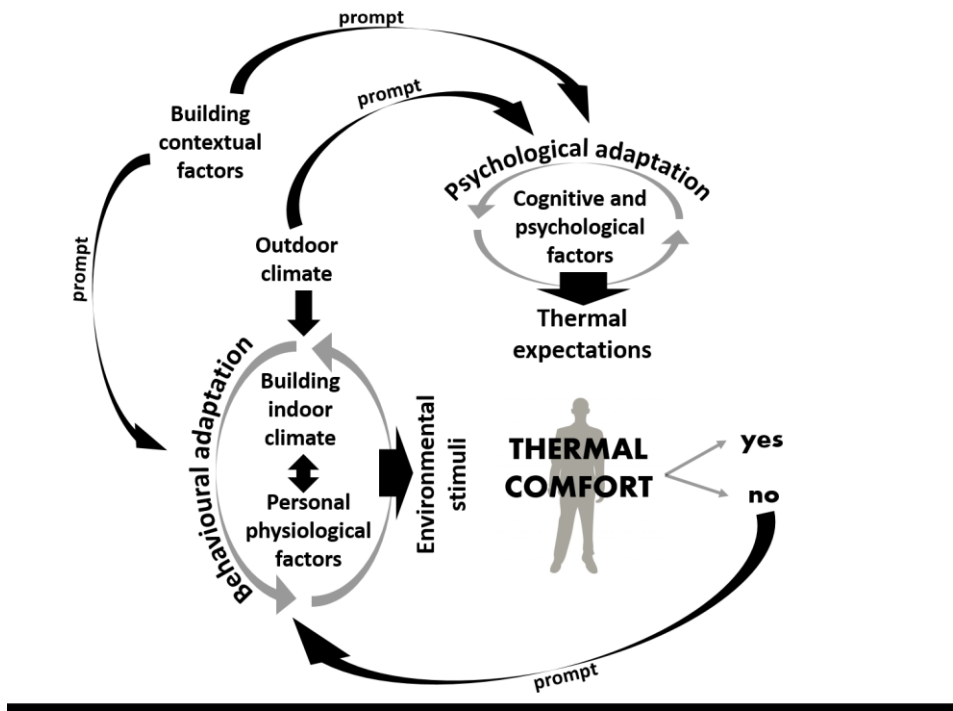 prompt
prompt
Building
contextual
factors
Psychological adaptation
Cognitive and
psychological
factors
prompt
Outdoor
climate
Thermal
expectations
Behavioural adaptation
Building
indoor
climate
Personal
physiological
factors
Environmental
stimuli
THERMAL
COMFORT
yes
no
prompt